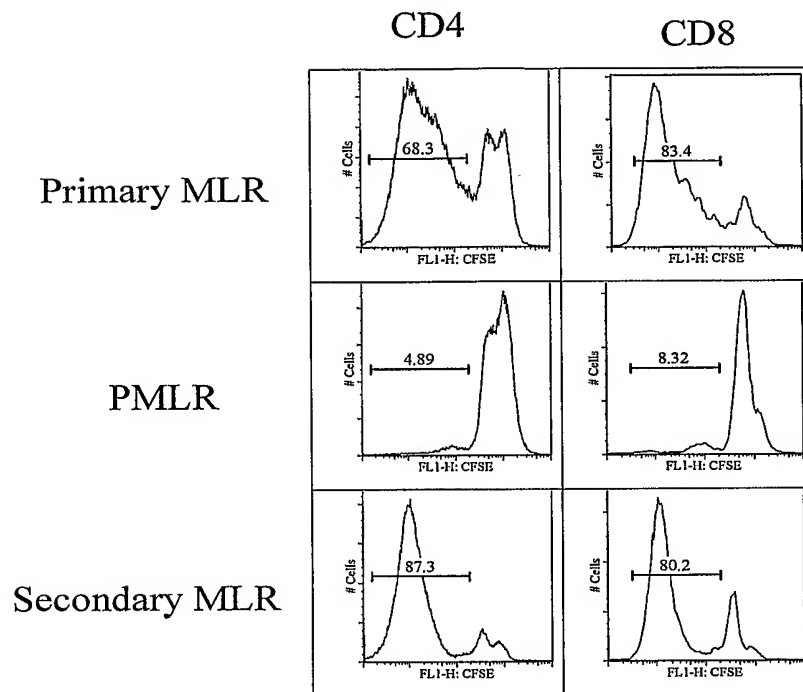 CD4 CD8
Primary MLR
# Cells
68.3
FL1-H: CFSE
# Cells
83.4
FL1-H: CFSE
PMLR
# Cells
4.89
FL1-H: CFSE
# Cells
8.32
FL1-H: CFSE
Secondary MLR
# Cells
87.3
FL1-H: CFSE
# Cells
80.2
FL1-H: CFSE